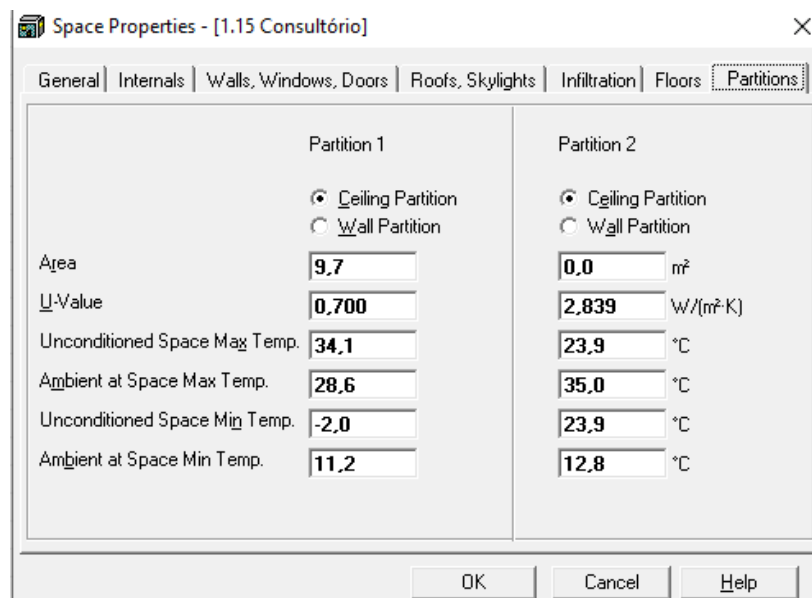 Space Properties - [1.15 Consultório]
General Internals Walls, Windows, Doors Roofs, Skylights Infiltration Floors Partitions
Partition 1 Partition 2
Ceiling Partition Ceiling Partition
Wall Partition Wall Partition
Area 9,7 0,0 m²
U-Value 0,700 2,839 W/(m²·K)
Unconditioned Space Max Temp. 34,1 23,9 °C
Ambient at Space Max Temp. 28,6 35,0 °C
Unconditioned Space Min Temp. -2,0 23,9 °C
Ambient at Space Min Temp. 11,2 12,8 °C
OK Cancel Help